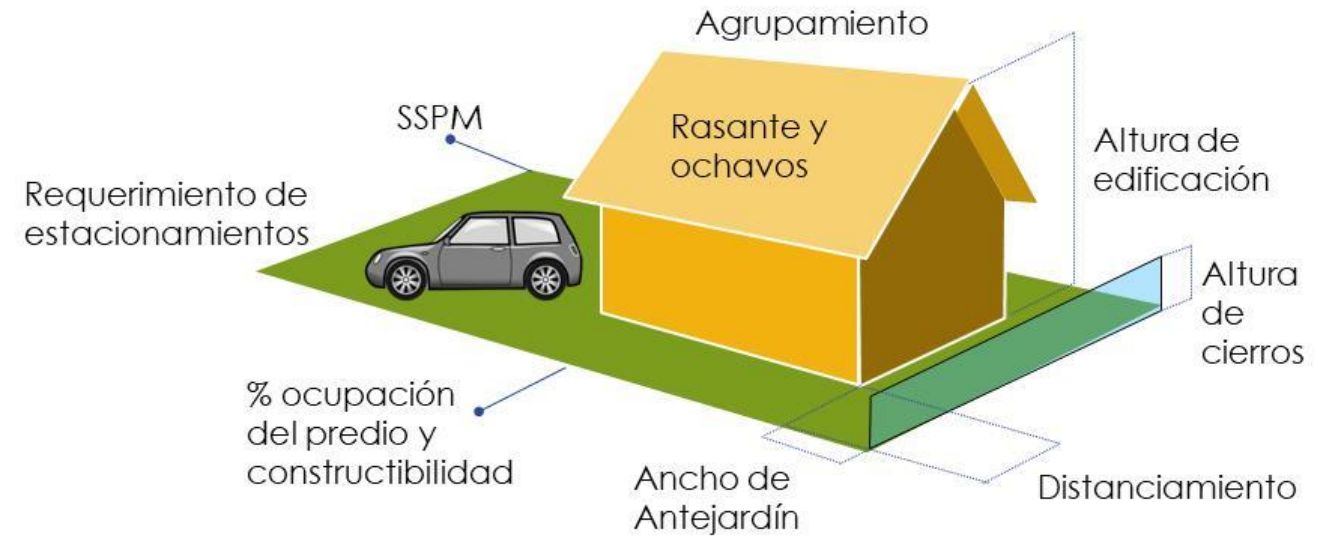 Agrupamiento
SSPM
Rasante y
ochavos
Altura de
edificación
Requerimiento de
estacionamientos
Altura
de
cierros
% ocupación
del predio y
constructibilidad
Ancho de
Antejardín
Distanciamiento